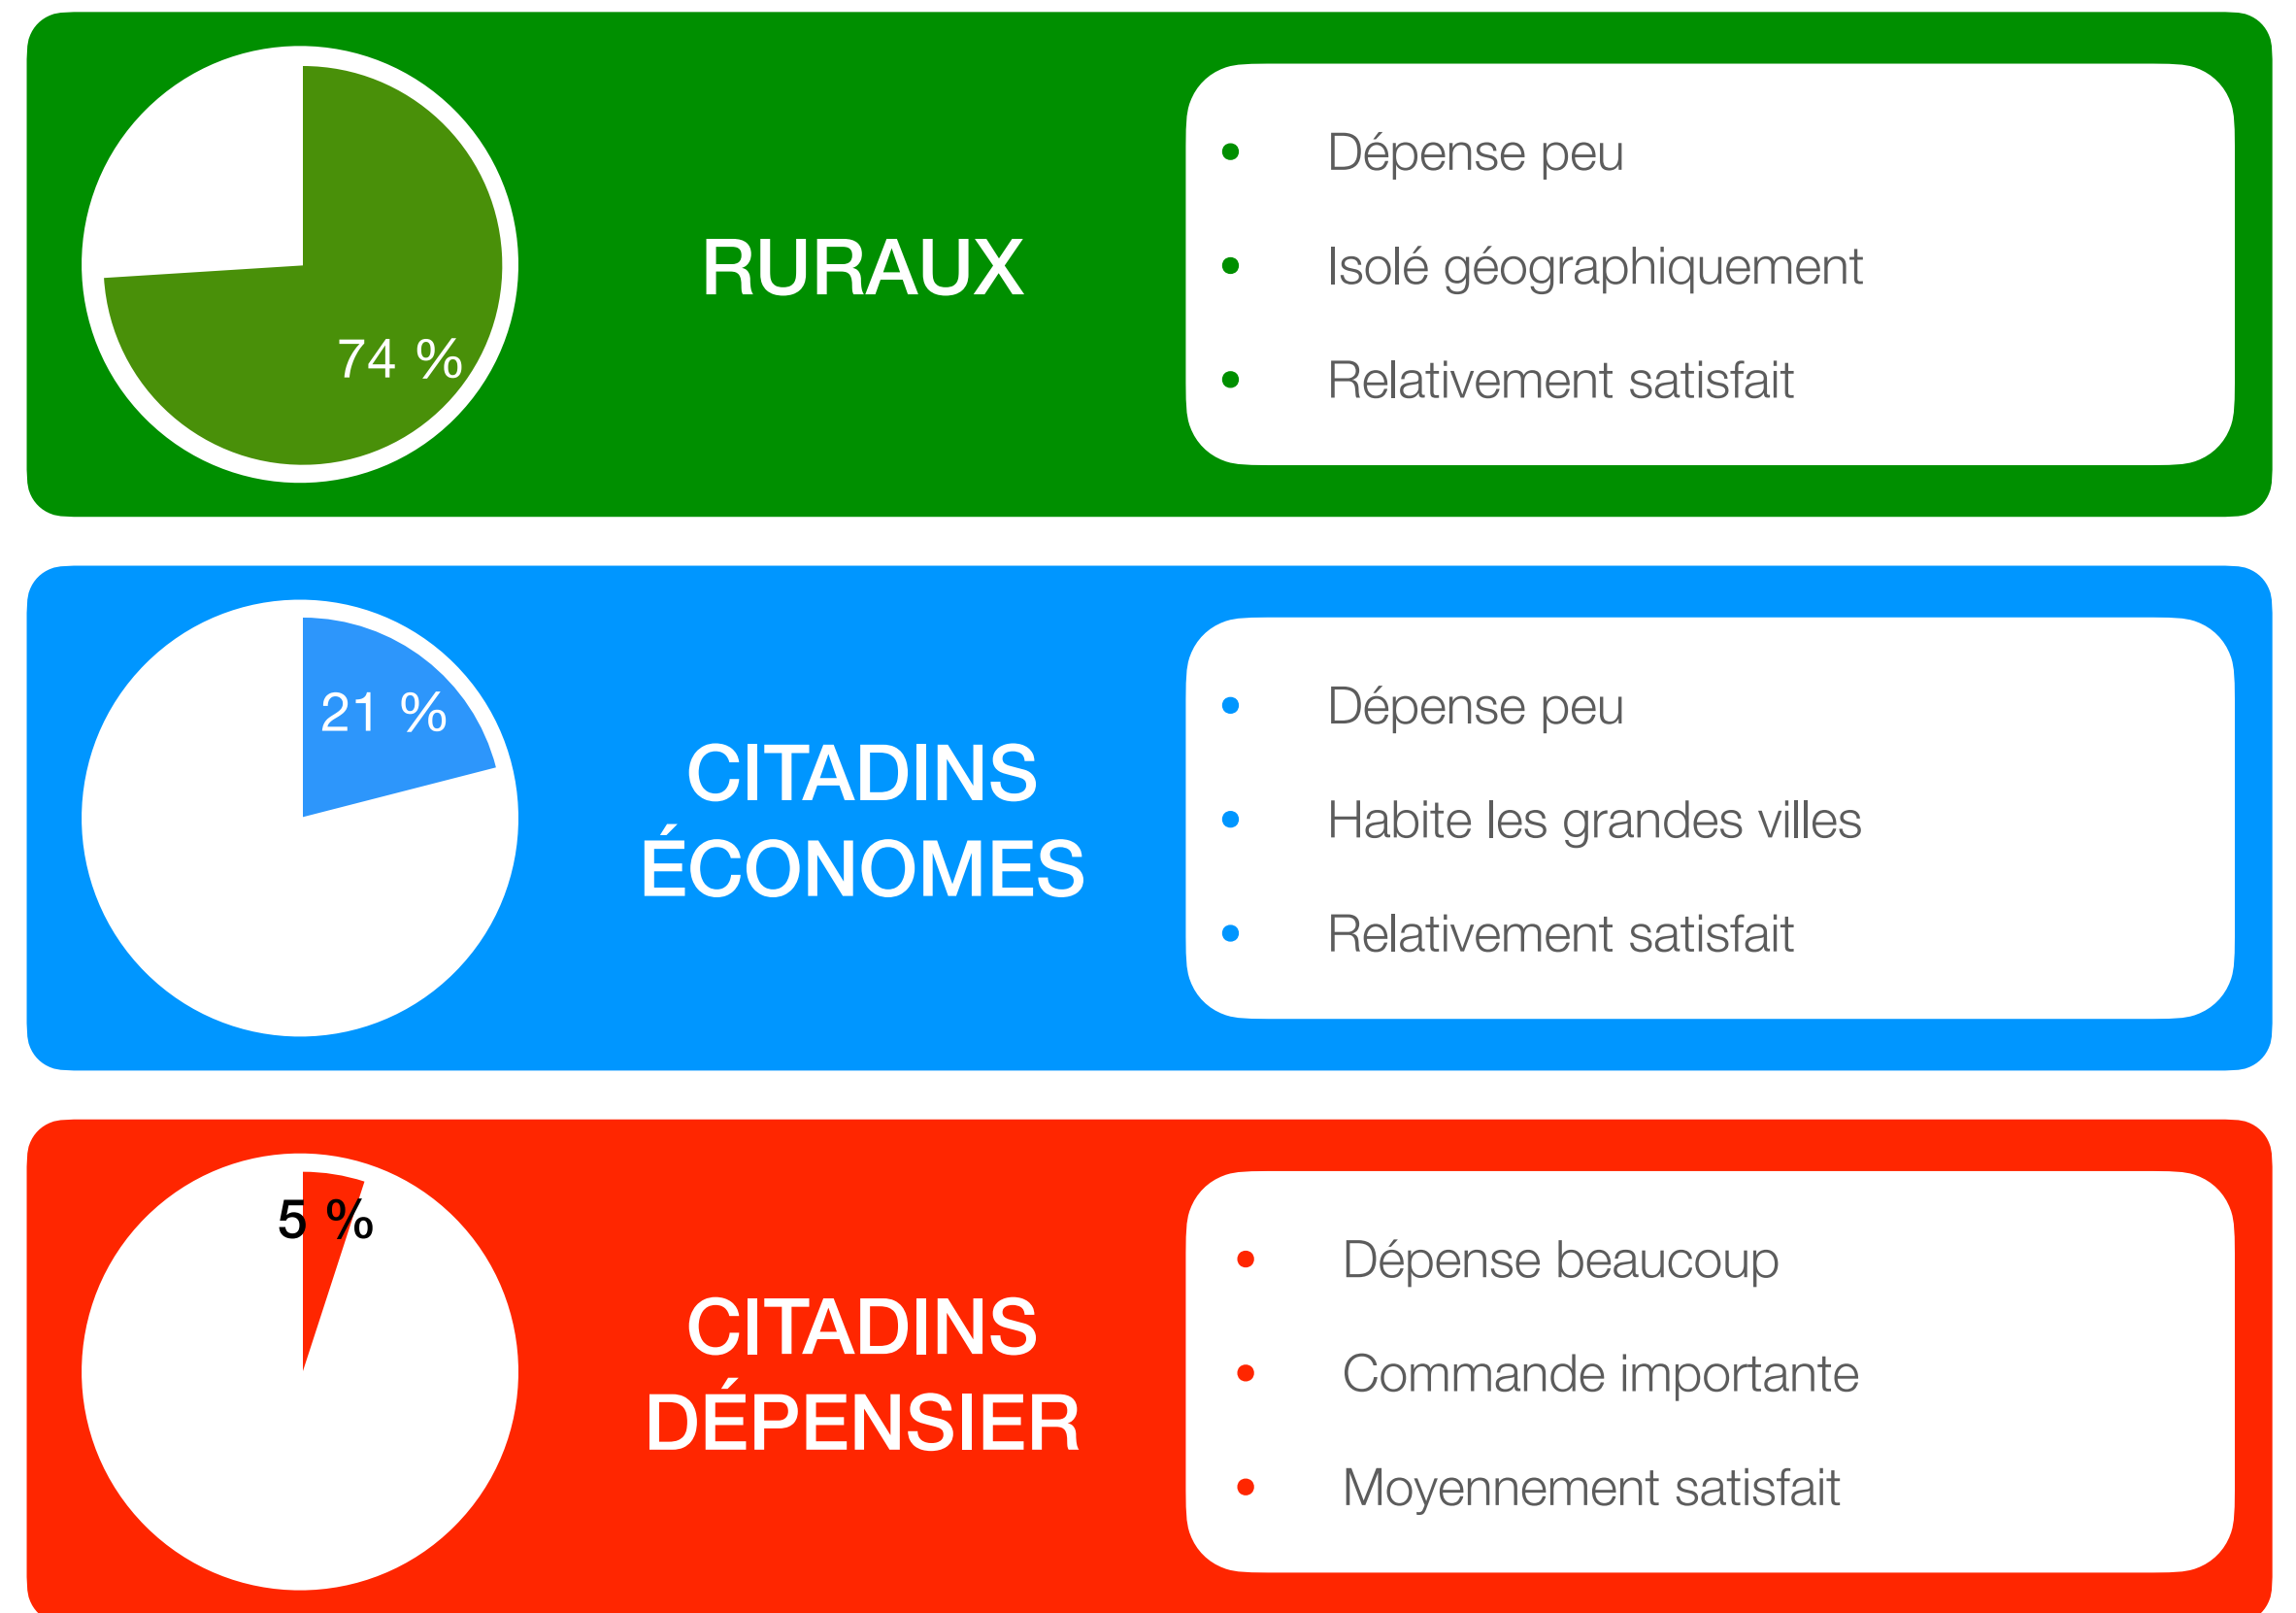 74 %
RURAUX
• Dépense peu
• Isolé géographiquement
• Relativement satisfait
21 %
CITADINS
ÉCONOMES
• Dépense peu
• Habite les grandes villes
• Relativement satisfait
5 %
CITADINS
DÉPENSIER
• Dépense beaucoup
• Commande importante
• Moyennement satisfait